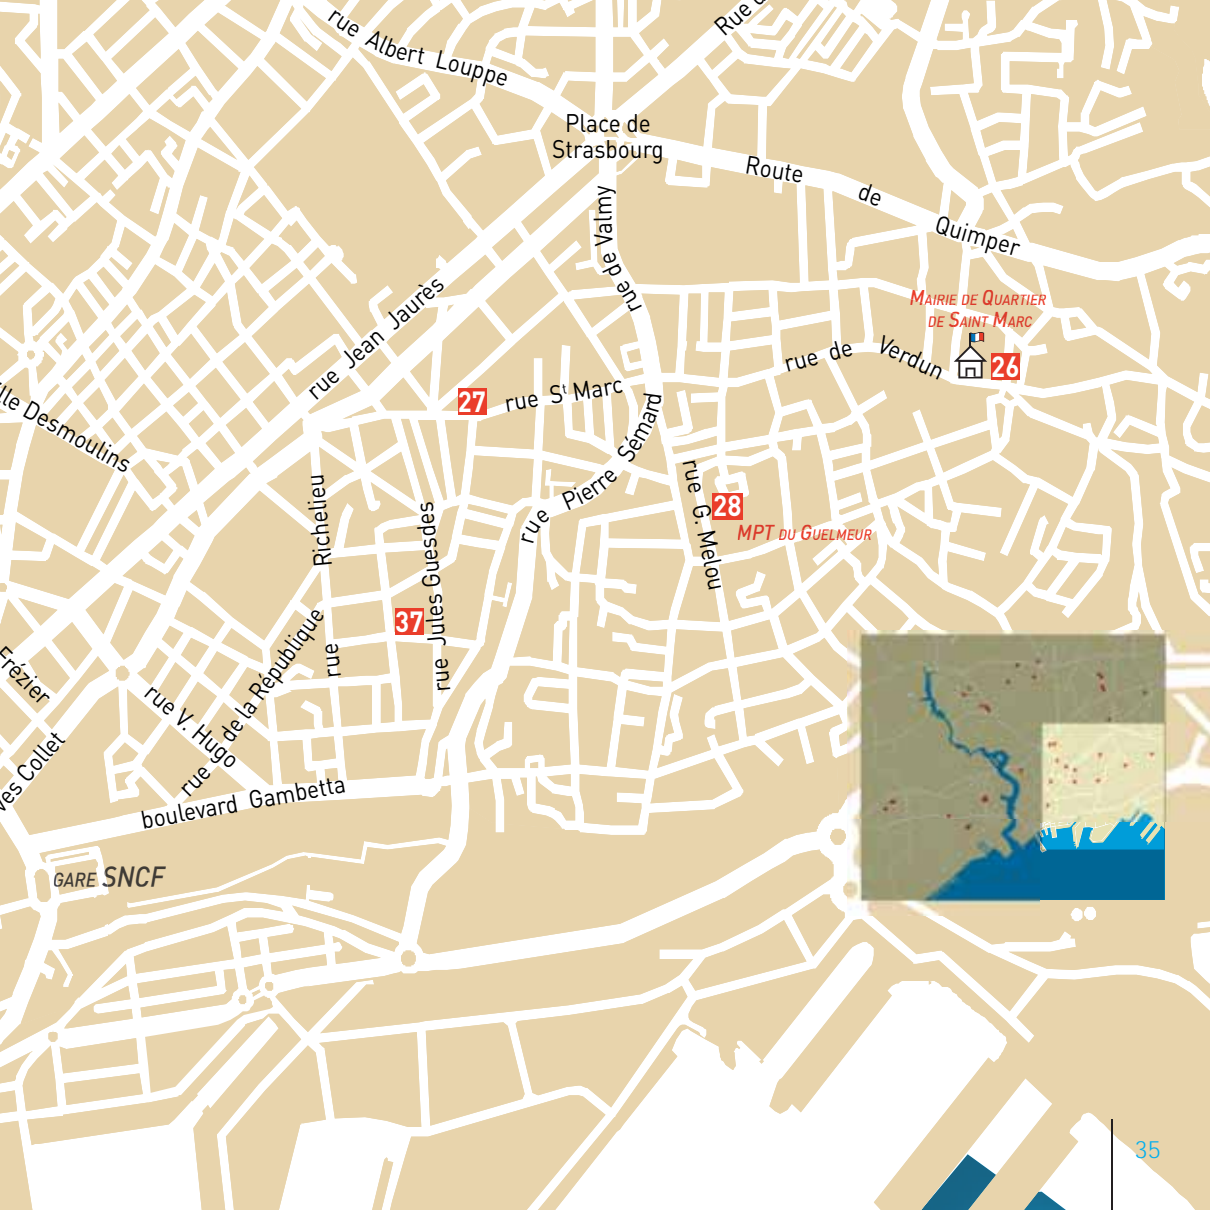 rue Albert Louppe
Place de
Strasbourg
Route de Quimper
rue de Valmy
Mairie de Quartier
de Saint Marc
26
rue de Verdun
rue Jean Jaurès
27
rue St Marc
rue Pierre Sémard
Desmoulins
rue G. Melou
28
MPT du Guelmeur
rue Richelieu
rue Jules Guesdes
37
rue de la République
rue V. Hugo
Frézier
Collet
boulevard Gambetta
GARE SNCF
35